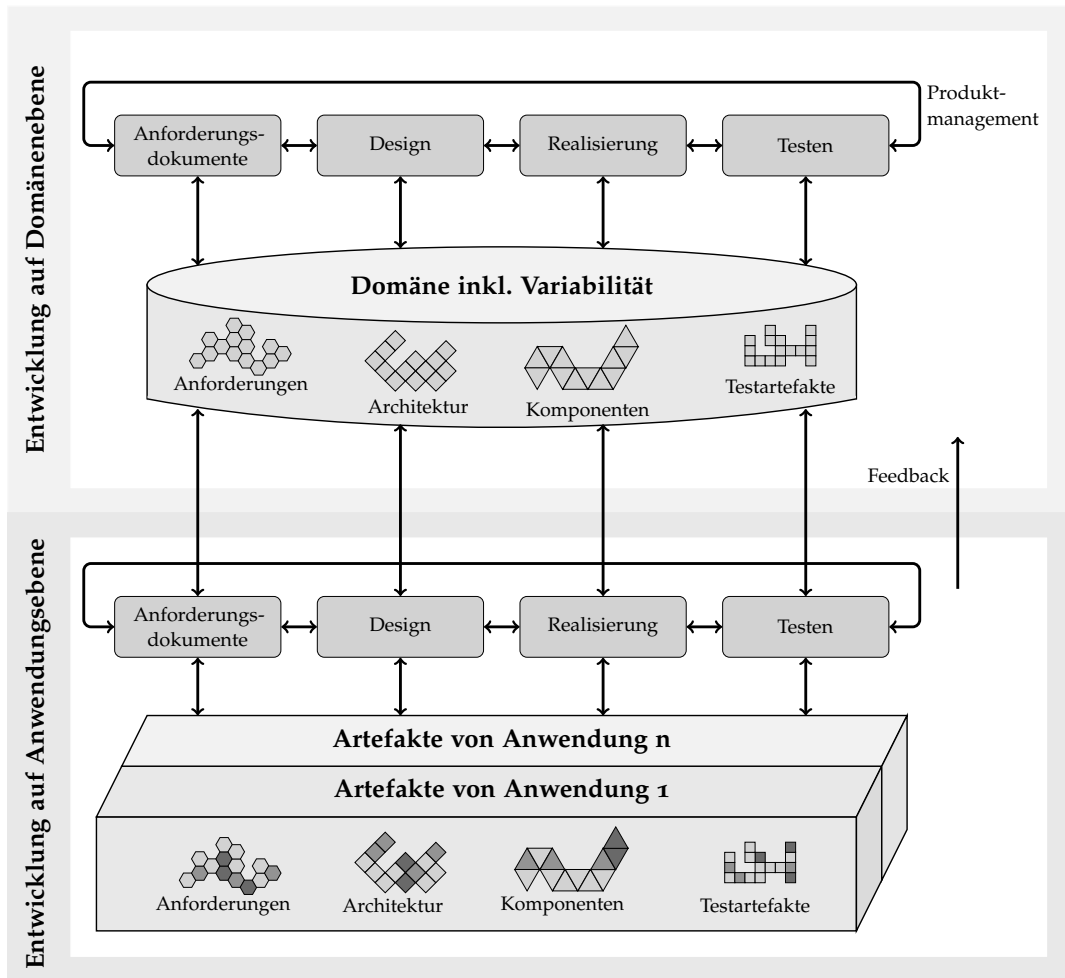 Entwicklung auf Domänenebene
Produkt-
management
Anforderungs-
dokumente
Design
Realisierung
Testen
Domäne inkl. Variabilität
Anforderungen
Architektur
Komponenten
Testartefakte
Feedback
Entwicklung auf Anwendungsebene
Anforderungs-
dokumente
Design
Realisierung
Testen
Artefakte von Anwendung n
Artefakte von Anwendung 1
Anforderungen
Architektur
Komponenten
Testartefakte